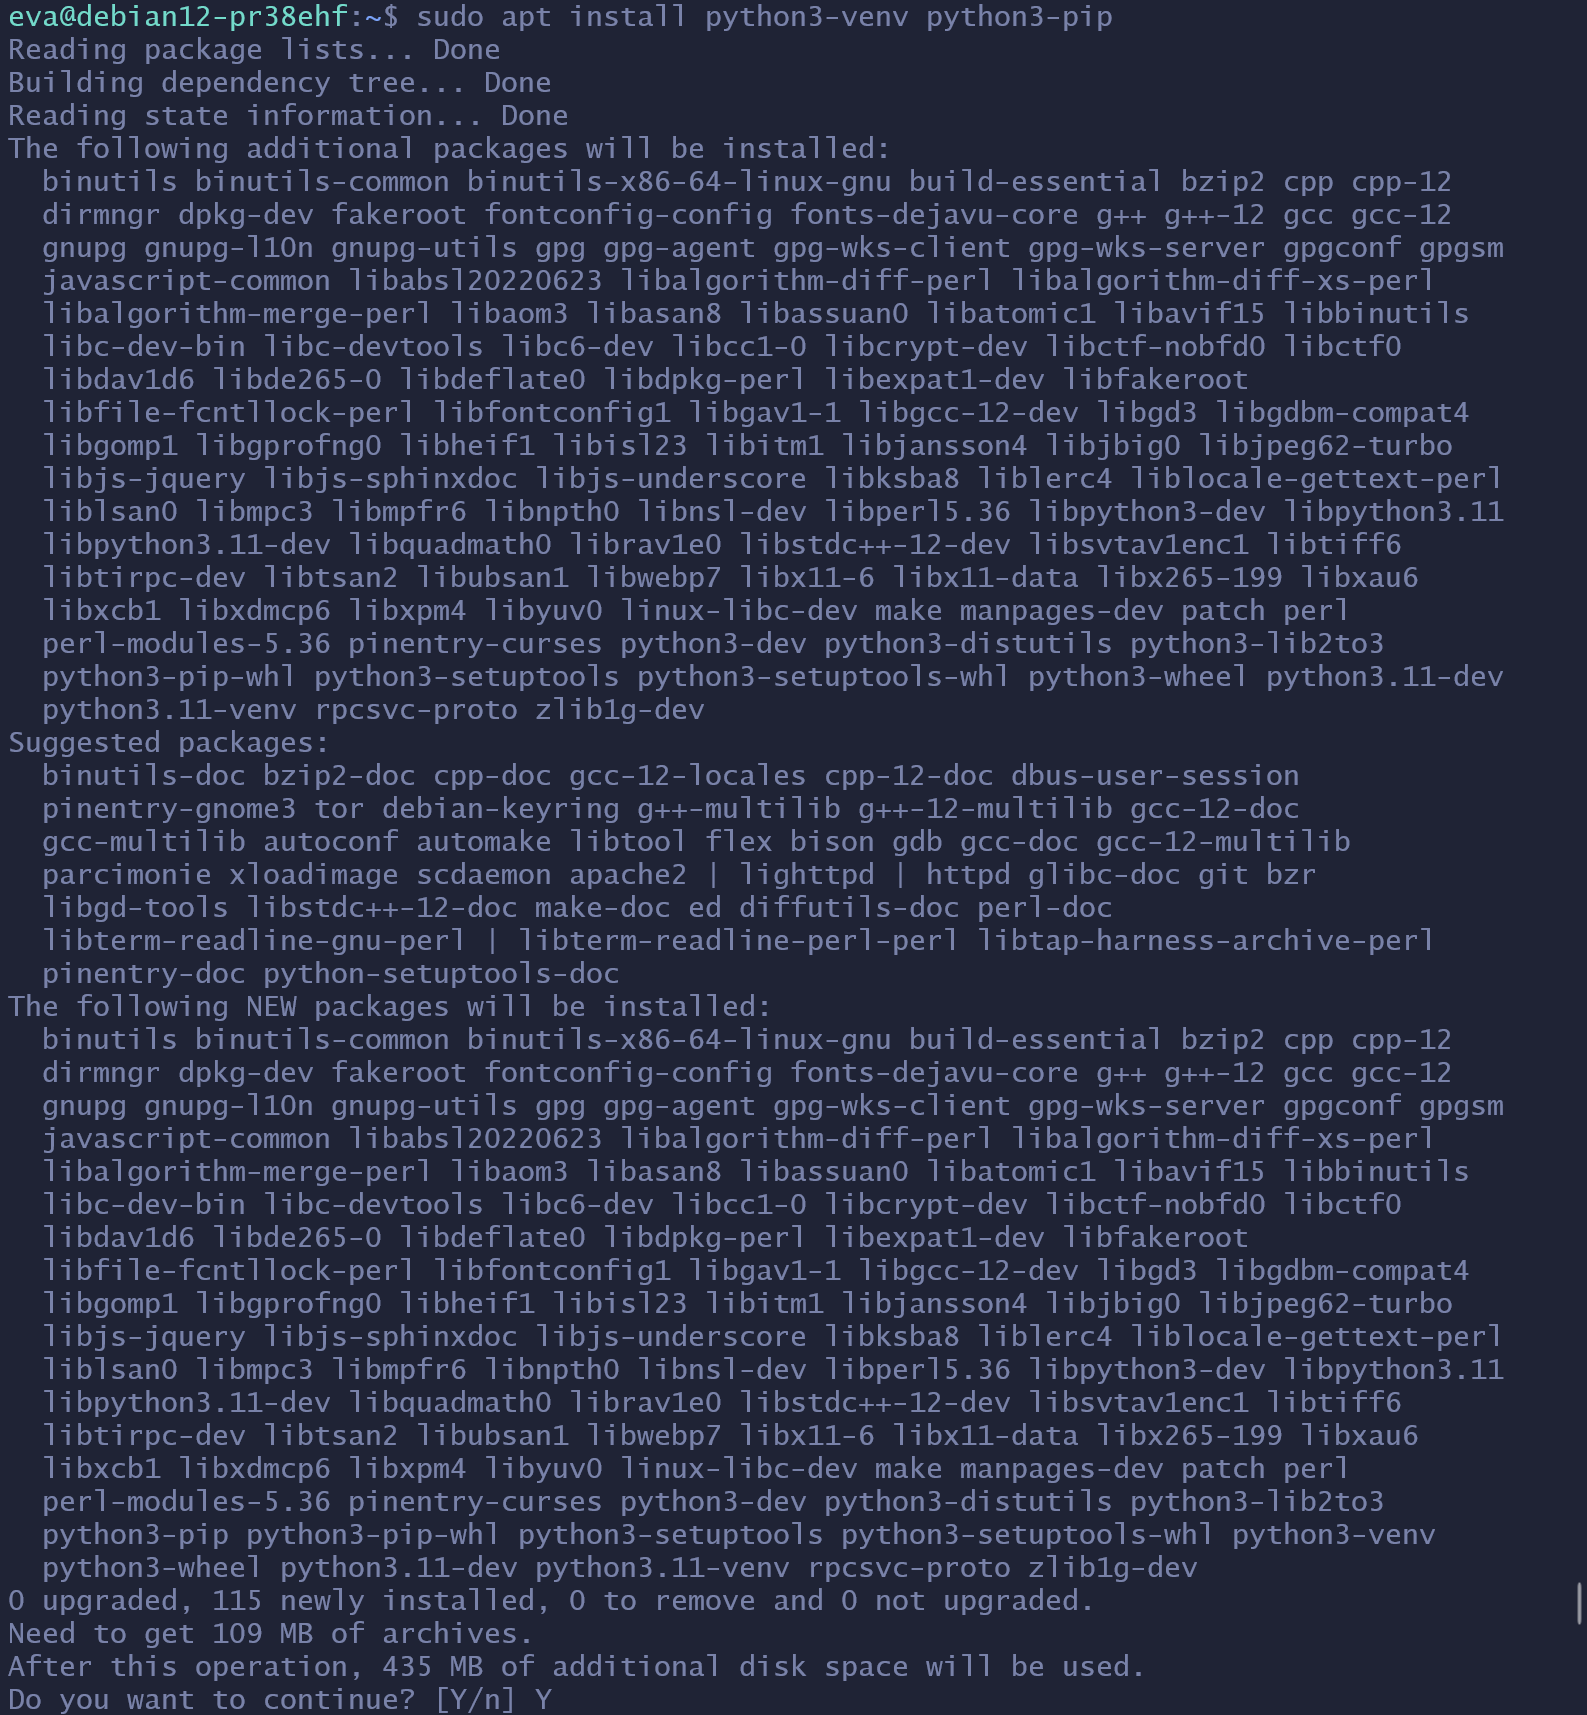 eva@debian12-pr38ehf:~$ sudo apt install python3-venv python3-pip
Reading package lists... Done
Building dependency tree... Done
Reading state information... Done
The following additional packages will be installed:
  binutils binutils-common binutils-x86-64-linux-gnu build-essential bzip2 cpp cpp-12
  dirmngr dpkg-dev fakeroot fontconfig-config fonts-dejavu-core g++ g++-12 gcc gcc-12
  gnupg gnupg-l10n gnupg-utils gpg gpg-agent gpg-wks-client gpg-wks-server gpgconf gpgsm
  javascript-common libabsl20220623 libalgorithm-diff-perl libalgorithm-diff-xs-perl
  libalgorithm-merge-perl libaom3 libasan8 libassuan0 libatomic1 libavif15 libbinutils
  libc-dev-bin libc-devtools libc6-dev libcc1-0 libcrypt-dev libctf-nobfd0 libctf0
  libdav1d6 libde265-0 libdeflate0 libdpkg-perl libexpat1-dev libfakeroot
  libfile-fcntllock-perl libfontconfig1 libgav1-1 libgcc-12-dev libgd3 libgdbm-compat4
  libgomp1 libgprofng0 libheif1 libisl23 libitm1 libjansson4 libjbig0 libjpeg62-turbo
  libjs-jquery libjs-sphinxdoc libjs-underscore libksba8 liblerc4 liblocale-gettext-perl
  liblsan0 libmpc3 libmpfr6 libnpth0 libnsl-dev libperl5.36 libpython3-dev libpython3.11
  libpython3.11-dev libquadmath0 librav1e0 libstdc++-12-dev libsvtav1enc1 libtiff6
  libtirpc-dev libtsan2 libubsan1 libwebp7 libx11-6 libx11-data libx265-199 libxau6
  libxcb1 libxdmcp6 libxpm4 libyuv0 linux-libc-dev make manpages-dev patch perl
  perl-modules-5.36 pinentry-curses python3-dev python3-distutils python3-lib2to3
  python3-pip-whl python3-setuptools python3-setuptools-whl python3-wheel python3.11-dev
  python3.11-venv rpcsvc-proto zlib1g-dev
Suggested packages:
  binutils-doc bzip2-doc cpp-doc gcc-12-locales cpp-12-doc dbus-user-session
  pinentry-gnome3 tor debian-keyring g++-multilib g++-12-multilib gcc-12-doc
  gcc-multilib autoconf automake libtool flex bison gdb gcc-doc gcc-12-multilib
  parcimonie xloadimage scdaemon apache2 | lighttpd | httpd glibc-doc git bzr
  libgd-tools libstdc++-12-doc make-doc ed diffutils-doc perl-doc
  libterm-readline-gnu-perl | libterm-readline-perl-perl libtap-harness-archive-perl
  pinentry-doc python-setuptools-doc
The following NEW packages will be installed:
  binutils binutils-common binutils-x86-64-linux-gnu build-essential bzip2 cpp cpp-12
  dirmngr dpkg-dev fakeroot fontconfig-config fonts-dejavu-core g++ g++-12 gcc gcc-12
  gnupg gnupg-l10n gnupg-utils gpg gpg-agent gpg-wks-client gpg-wks-server gpgconf gpgsm
  javascript-common libabsl20220623 libalgorithm-diff-perl libalgorithm-diff-xs-perl
  libalgorithm-merge-perl libaom3 libasan8 libassuan0 libatomic1 libavif15 libbinutils
  libc-dev-bin libc-devtools libc6-dev libcc1-0 libcrypt-dev libctf-nobfd0 libctf0
  libdav1d6 libde265-0 libdeflate0 libdpkg-perl libexpat1-dev libfakeroot
  libfile-fcntllock-perl libfontconfig1 libgav1-1 libgcc-12-dev libgd3 libgdbm-compat4
  libgomp1 libgprofng0 libheif1 libisl23 libitm1 libjansson4 libjbig0 libjpeg62-turbo
  libjs-jquery libjs-sphinxdoc libjs-underscore libksba8 liblerc4 liblocale-gettext-perl
  liblsan0 libmpc3 libmpfr6 libnpth0 libnsl-dev libperl5.36 libpython3-dev libpython3.11
  libpython3.11-dev libquadmath0 librav1e0 libstdc++-12-dev libsvtav1enc1 libtiff6
  libtirpc-dev libtsan2 libubsan1 libwebp7 libx11-6 libx11-data libx265-199 libxau6
  libxcb1 libxdmcp6 libxpm4 libyuv0 linux-libc-dev make manpages-dev patch perl
  perl-modules-5.36 pinentry-curses python3-dev python3-distutils python3-lib2to3
  python3-pip python3-pip-whl python3-setuptools python3-setuptools-whl python3-venv
  python3-wheel python3.11-dev python3.11-venv rpcsvc-proto zlib1g-dev
0 upgraded, 115 newly installed, 0 to remove and 0 not upgraded.
Need to get 109 MB of archives.
After this operation, 435 MB of additional disk space will be used.
Do you want to continue? [Y/n] Y